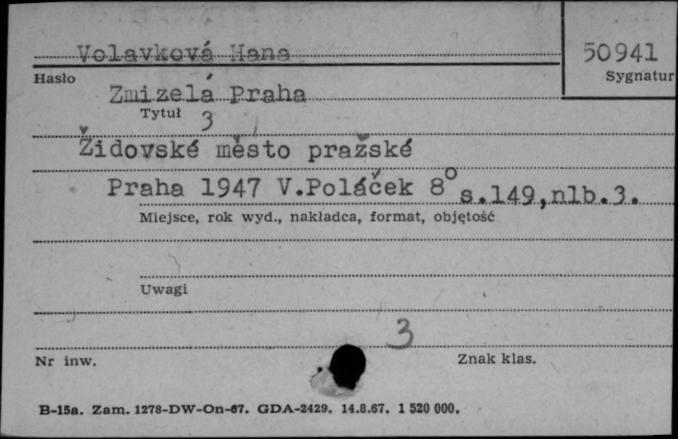 Volavková Hana
50941
Hasło
Sygnatur
Zmizelá Praha
Tytuł
3
Židovské město pražské
Praha 1947 V.Poláček 8° s.149,nlb.3.
Miejsce, rok wyd., nakładca, format, objętość
Uwagi
3
Nr inw.
Znak klas.
B-15a. Zam. 1278-DW-On-67. GDA-2429. 14.8.67. 1 520 000.